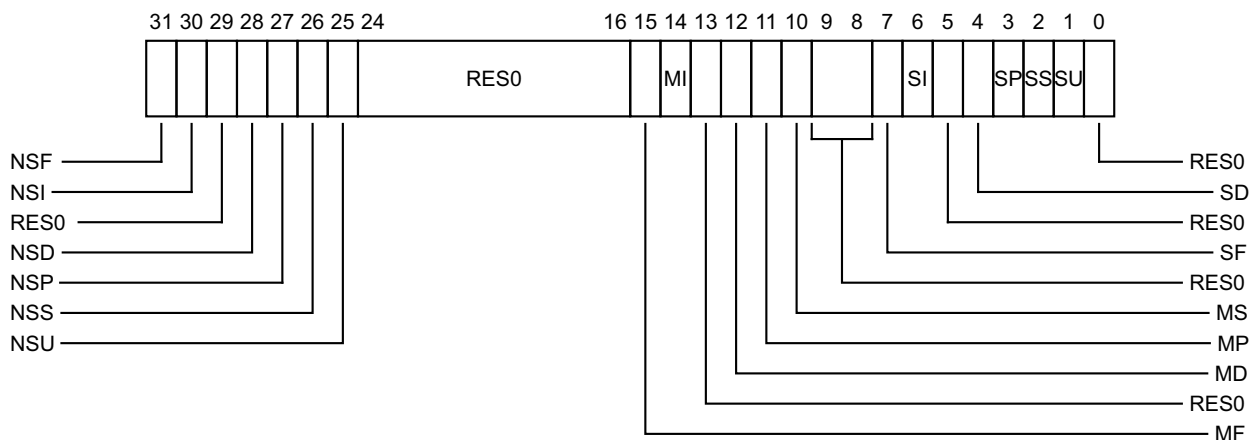 31 30 29 28 27 26 25 24 16 15 14 13 12 11 10 9 8 7 6 5 4 3 2 1 0
RES0 MI SI SP SS SU
NSF RES0
NSI SD
RES0 RES0
NSD SF
NSP RES0
NSS MS
NSU MP
MD
RES0
MF